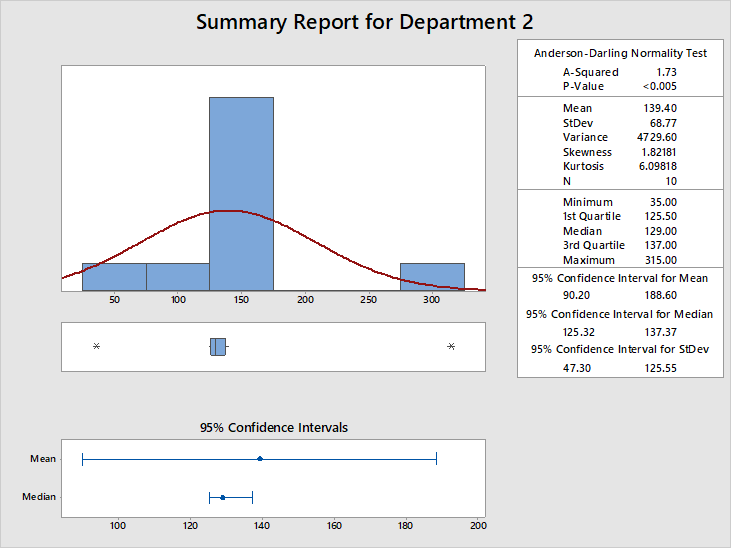 Summary Report for Department 2
Anderson-Darling Normality Test
A-Squared 1.73
P-Value <0.005
Mean 139.40
StDev 68.77
Variance 4729.60
Skewness 1.82181
Kurtosis 6.09818
N 10
Minimum 35.00
1st Quartile 125.50
Median 129.00
3rd Quartile 137.00
Maximum 315.00
95% Confidence Interval for Mean
90.20 188.60
95% Confidence Interval for Median
125.32 137.37
95% Confidence Interval for StDev
47.30 125.55
50 100 150 200 250 300
95% Confidence Intervals
Mean
Median
100 120 140 160 180 200